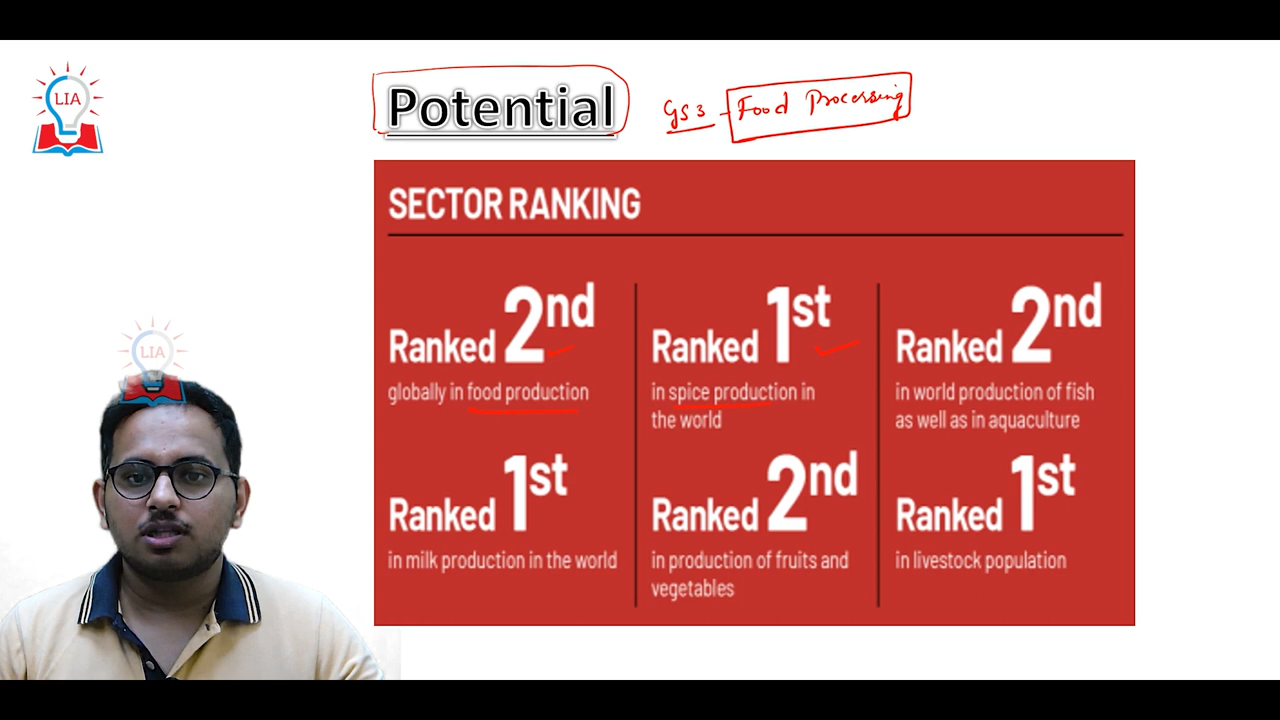 LIA
Potential
GS3 - Food Processing
SECTOR RANKING
Ranked 2nd
globally in food production
Ranked 1st
in spice production in
the world
Ranked 2nd
in world production of fish
as well as in aquaculture
Ranked 1st
in milk production in the world
Ranked 2nd
in production of fruits and
vegetables
Ranked 1st
in livestock population
LIA